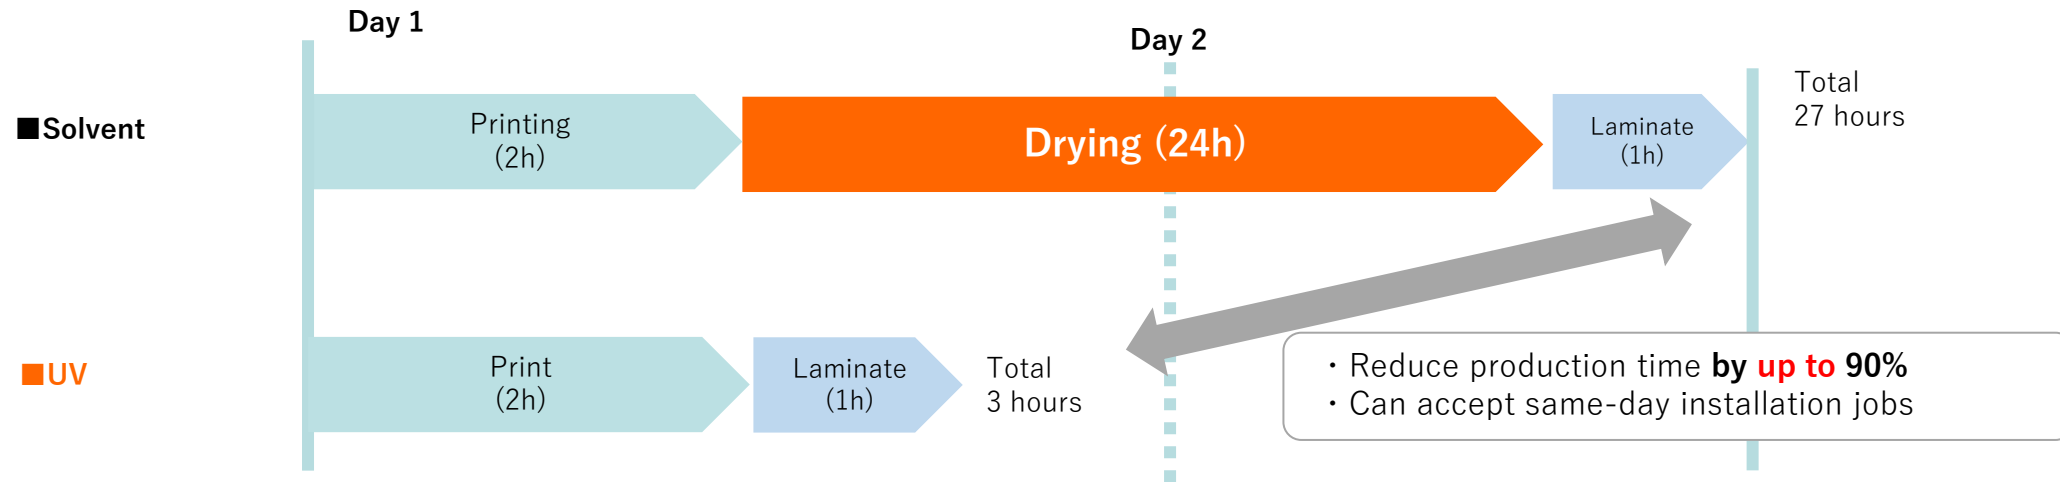 Day 1
Day 2
■Solvent
Printing
(2h)
Drying (24h)
Laminate
(1h)
Total
27 hours
■UV
Print
(2h)
Laminate
(1h)
Total
3 hours
・Reduce production time by up to 90%
・Can accept same-day installation jobs